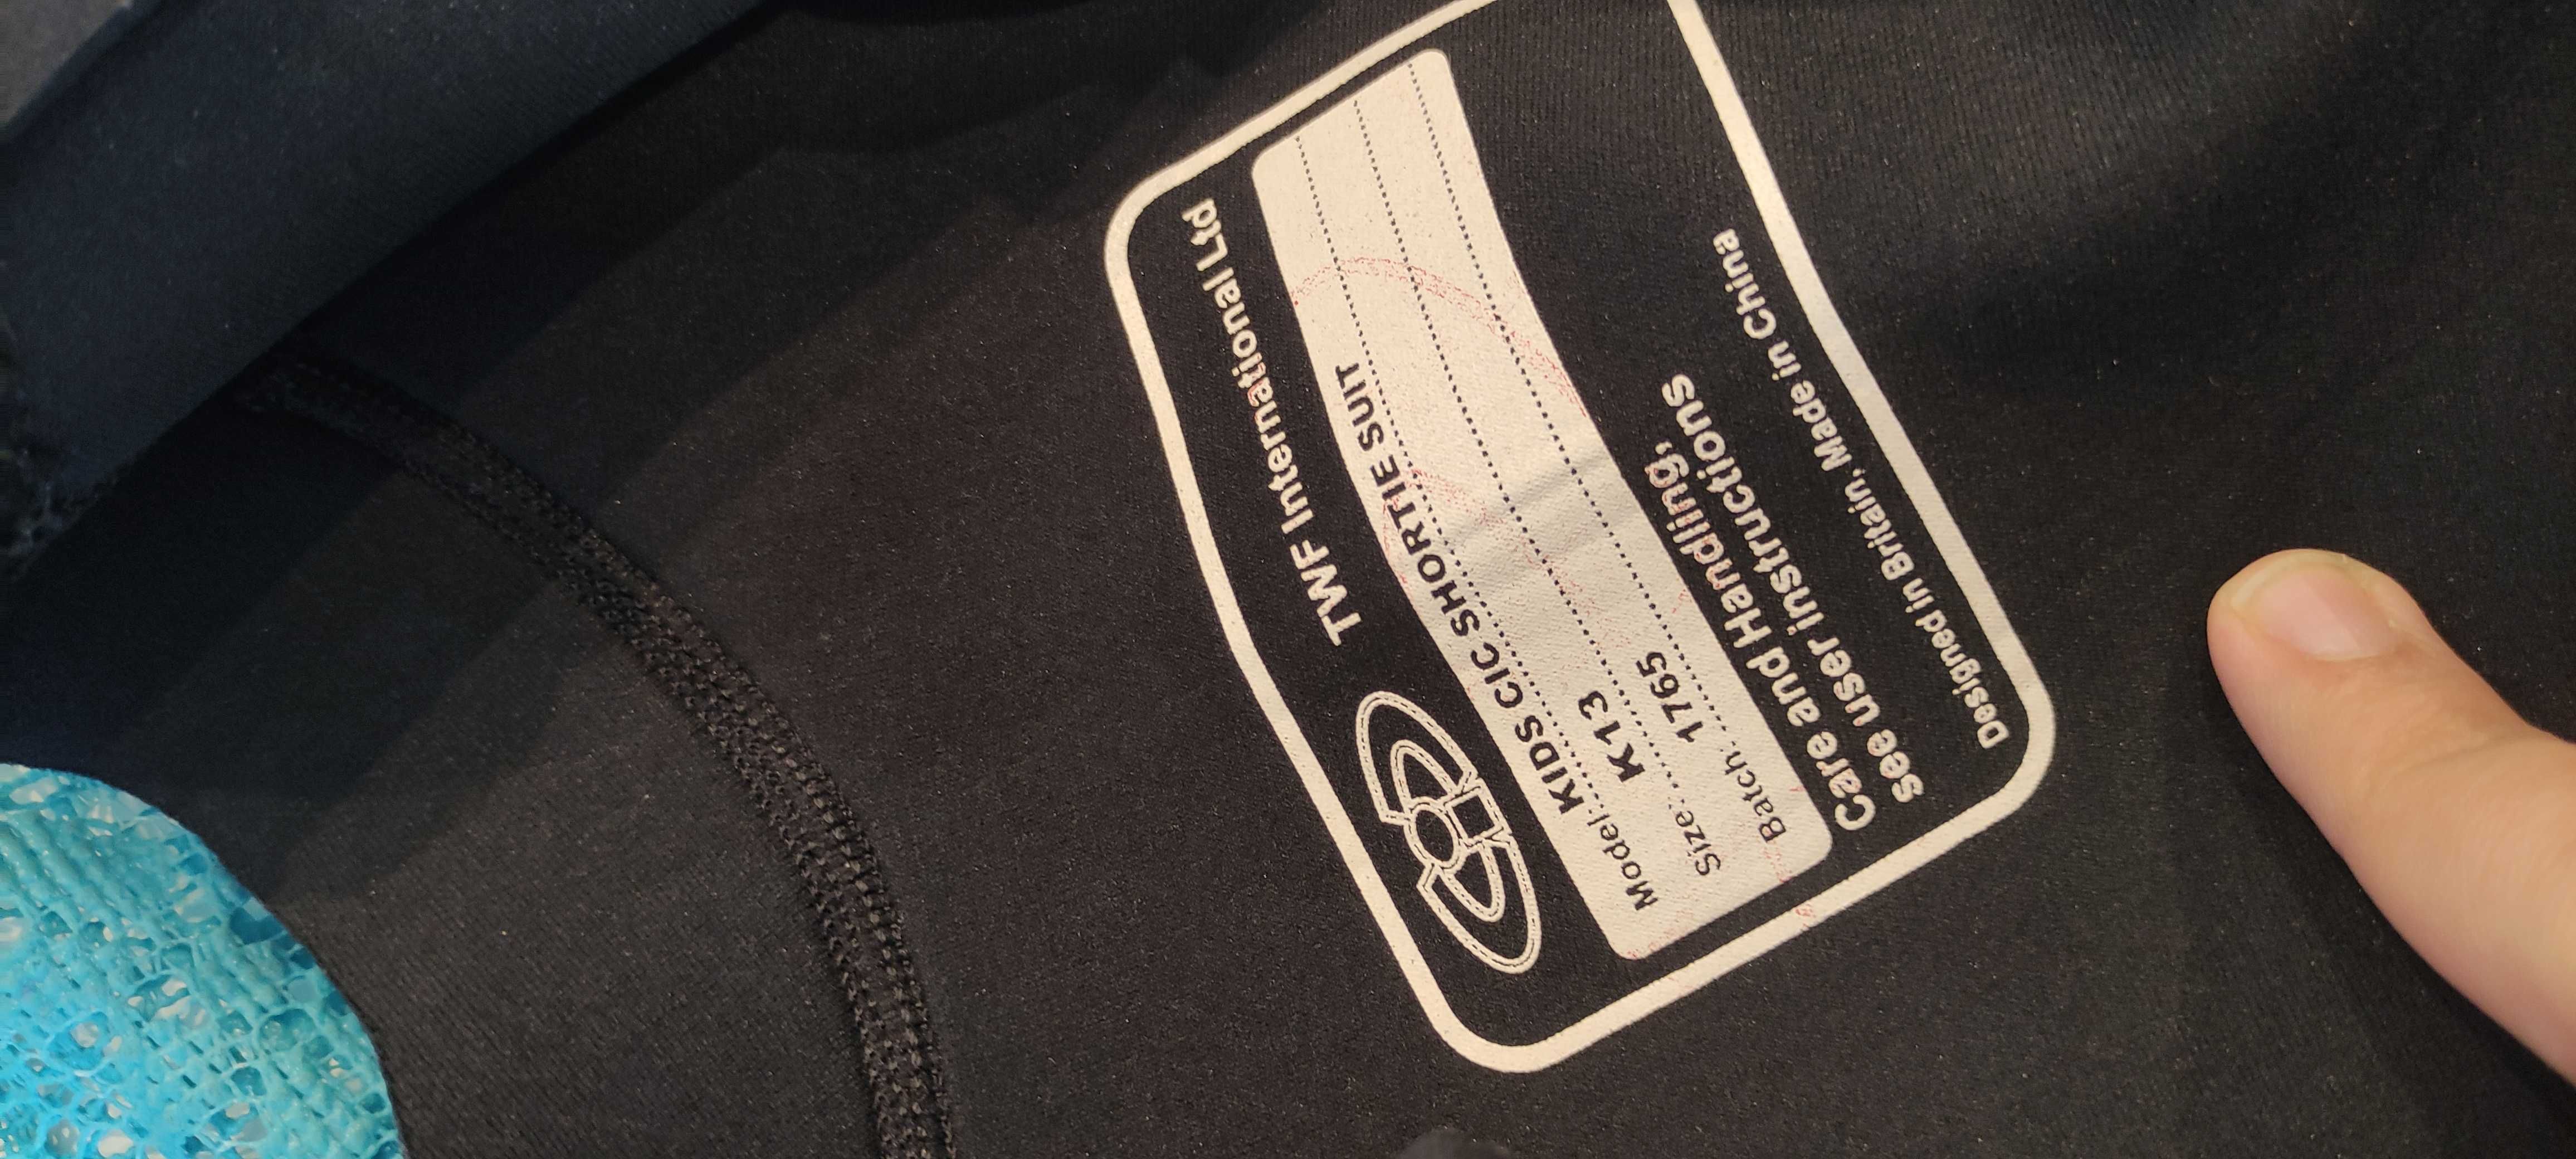 TWF International Ltd
Model: KIDS CIC SHORTIE SUIT
Size: K13
Batch. 1765
Care and Handling,
see user instructions
Designed in Britain, Made in China